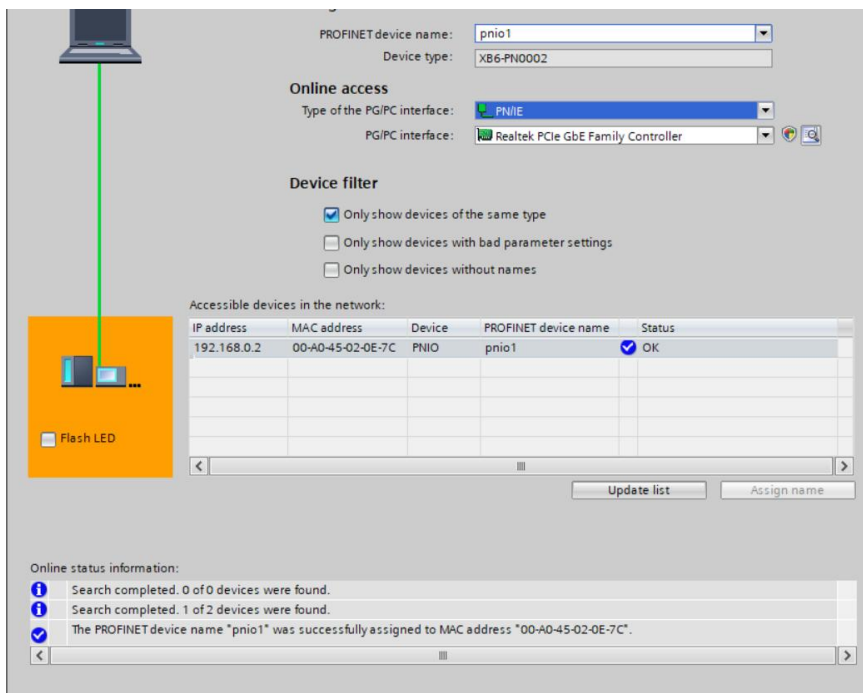 PROFINET device name: pnio1
Device type: XB6-PN0002
Online access
Type of the PG/PC interface: PN/IE
PG/PC interface: Realtek PCIe GbE Family Controller
Device filter
Only show devices of the same type
Only show devices with bad parameter settings
Only show devices without names
Accessible devices in the network:
IP address MAC address Device PROFINET device name Status
192.168.0.2 00-A0-45-02-0E-7C PNIO pnio1 OK
Flash LED
Update list Assign name
Online status information:
Search completed. 0 of 0 devices were found.
Search completed. 1 of 2 devices were found.
The PROFINET device name "pnio1" was successfully assigned to MAC address "00-A0-45-02-0E-7C".